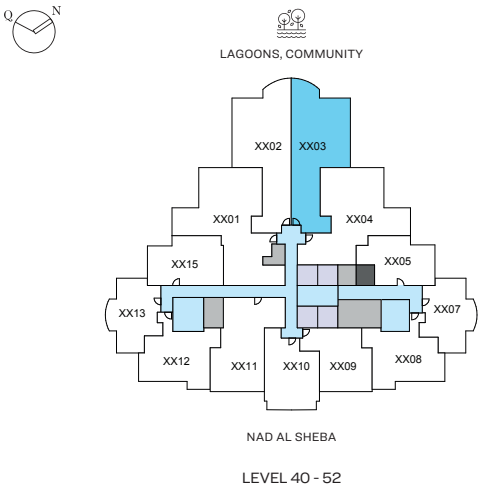 Q N
LAGOONS, COMMUNITY
XX02 XX03
XX01 XX04
XX15 XX05
XX13 XX07
XX12 XX11 XX10 XX09 XX08
NAD AL SHEBA
LEVEL 40 - 52